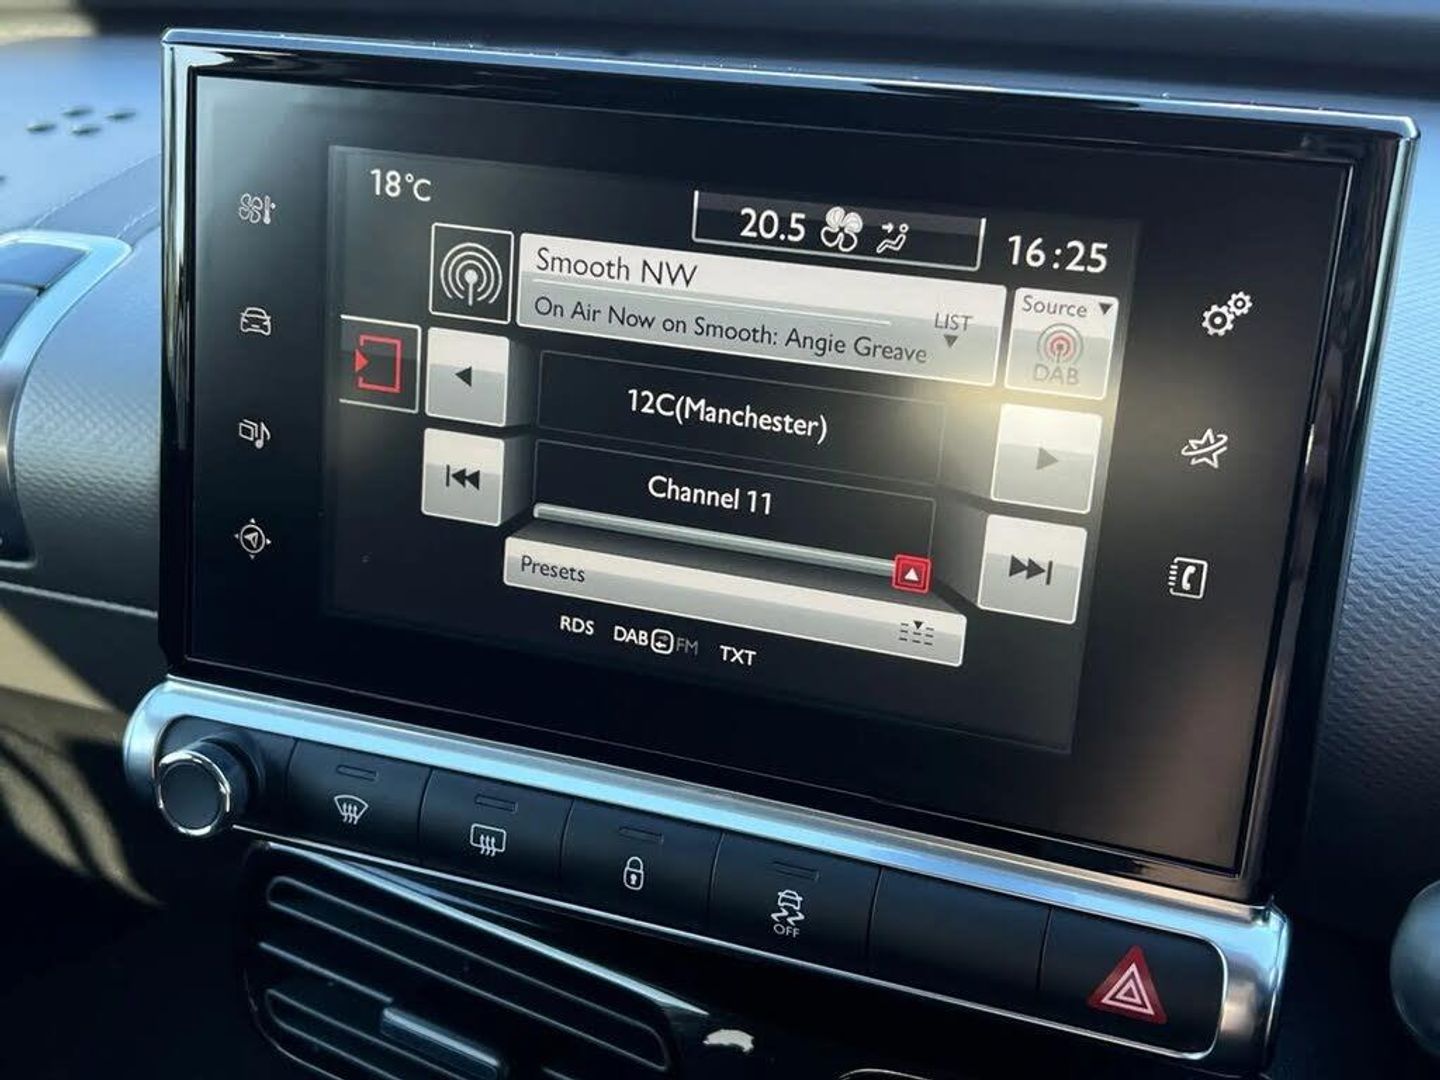 18°C
20.5
16:25
Smooth NW
On Air Now on Smooth: Angie Greave
LIST
Source
DAB
12C(Manchester)
Channel 11
Presets
RDS DAB FM TXT
OFF